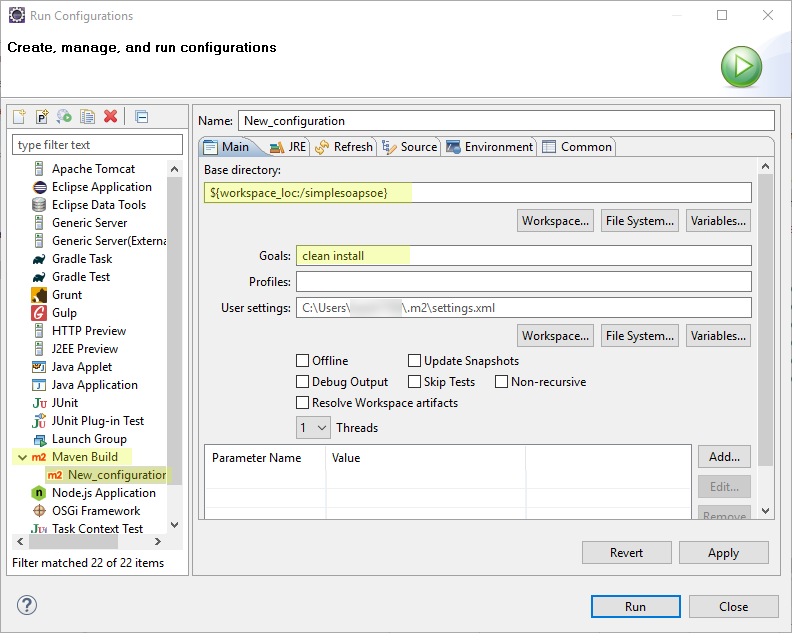 Run Configurations
Create, manage, and run configurations
type filter text
Apache Tomcat
Eclipse Application
Eclipse Data Tools
Generic Server
Generic Server(Externa
Gradle Task
Gradle Test
Grunt
Gulp
HTTP Preview
J2EE Preview
Java Applet
Java Application
Ju JUnit
JUnit Plug-in Test
Launch Group
m2 Maven Build
m2 New_configuration
n Node.js Application
OSGi Framework
Ju Task Context Test
Filter matched 22 of 22 items
Name: New_configuration
Main JRE Refresh Source Environment Common
Base directory:
${workspace_loc:/simplesoapsoe}
Workspace... File System... Variables...
Goals: clean install
Profiles:
User settings: C:\Users\ \.m2\settings.xml
Workspace... File System... Variables...
Offline Update Snapshots
Debug Output Skip Tests Non-recursive
Resolve Workspace artifacts
1 Threads
Parameter Name Value
Add...
Edit...
Remove
Revert Apply
? Run Close